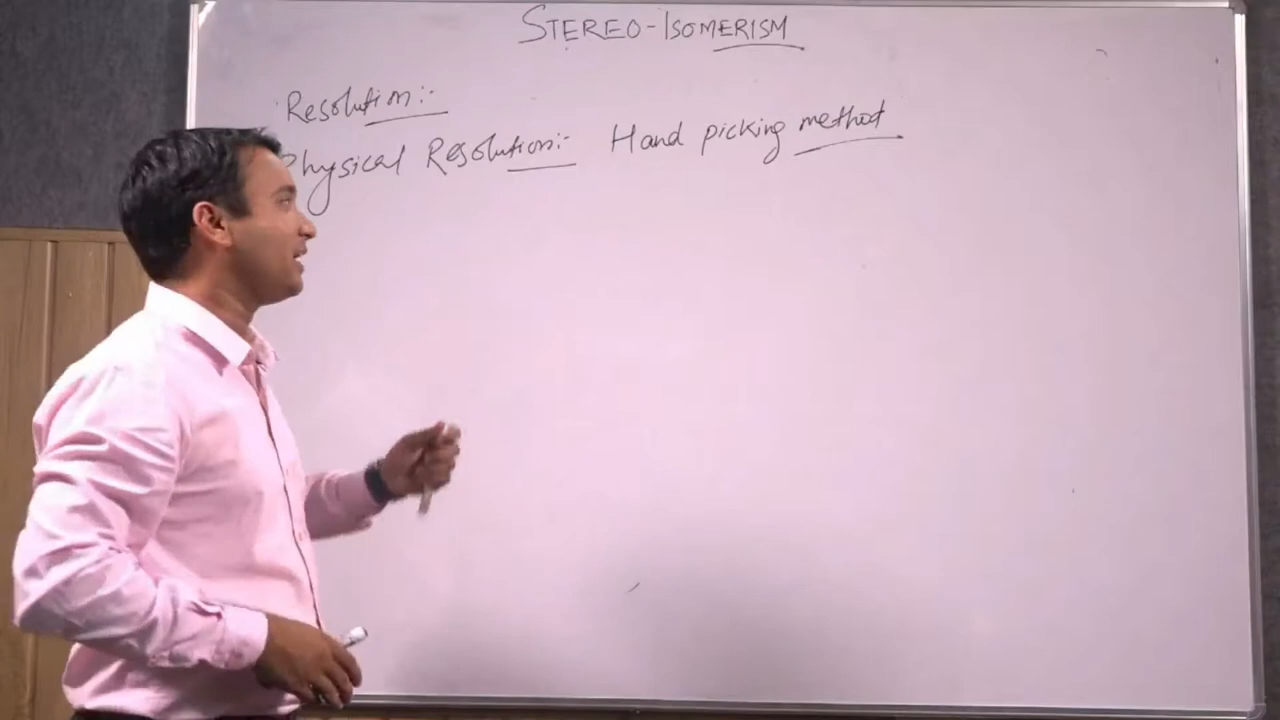 STEREO-ISOMERISM
Resolution:-
Physical Resolution:- Hand picking method